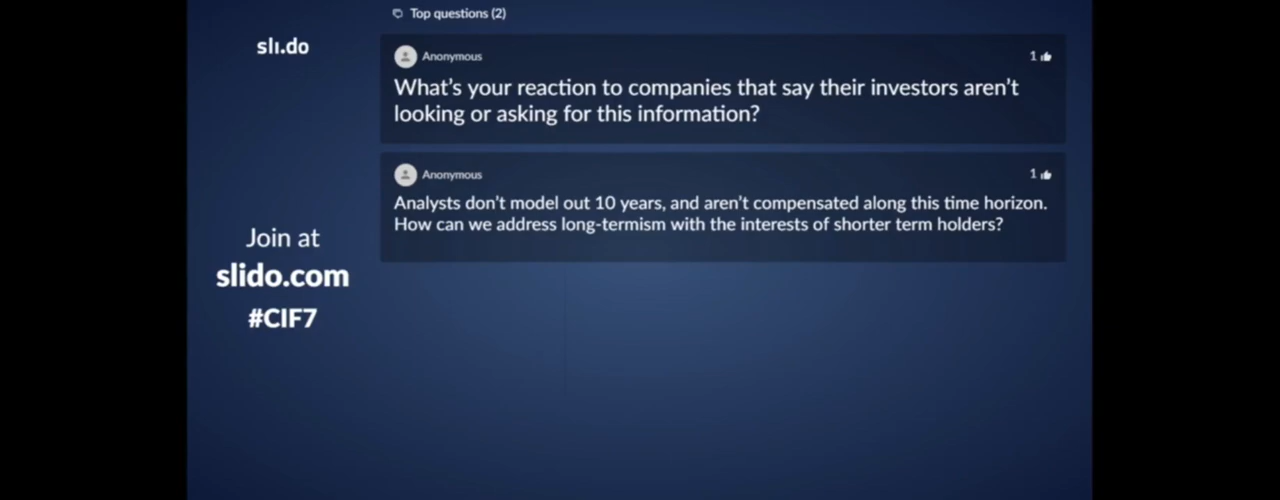 Top questions (2)
sli.do
Anonymous
1
What's your reaction to companies that say their investors aren't
looking or asking for this information?
Anonymous
1
Analysts don't model out 10 years, and aren't compensated along this time horizon.
How can we address long-termism with the interests of shorter term holders?
Join at
slido.com
#CIF7